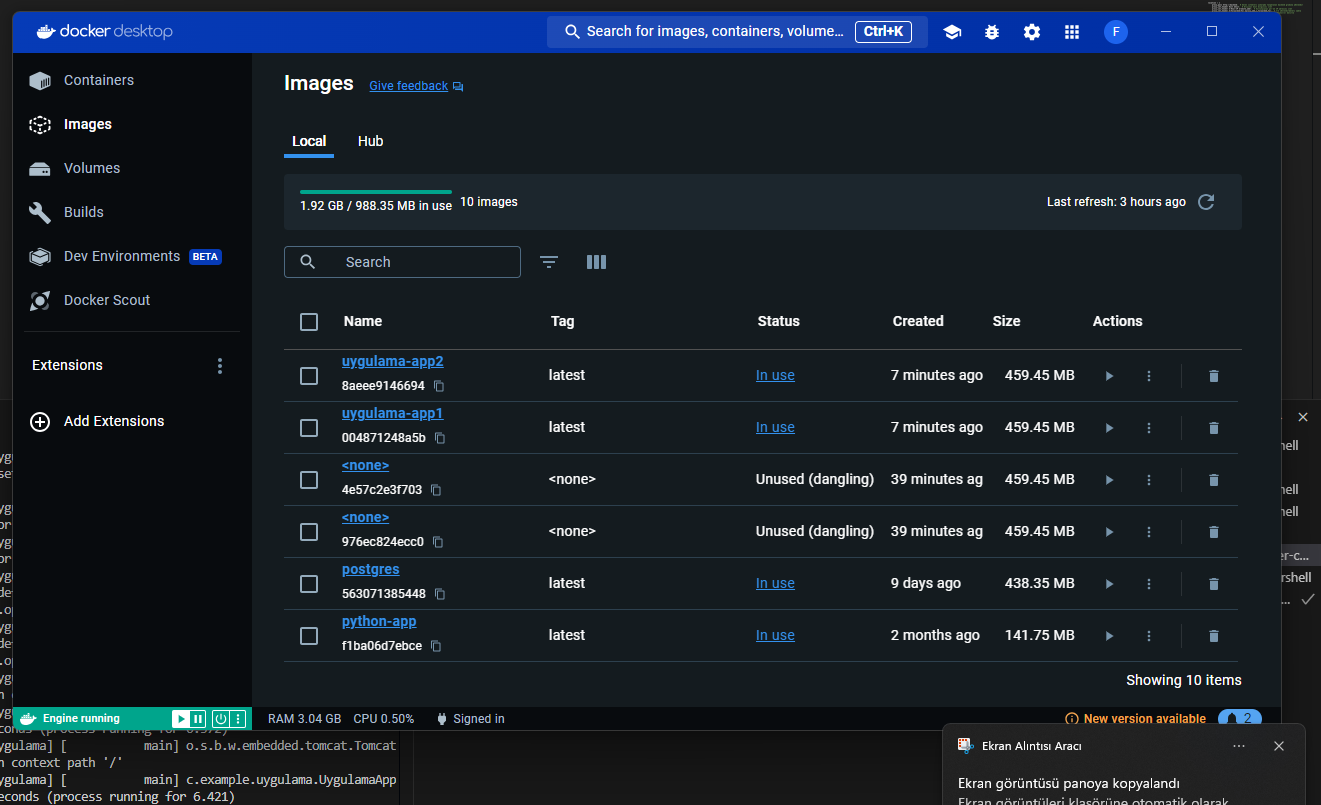 docker desktop
Search for images, containers, volume... Ctrl+K
F
Containers
Images
Volumes
Builds
Dev Environments BETA
Docker Scout
Extensions
Add Extensions
Images Give feedback
Local Hub
1.92 GB / 988.35 MB in use 10 images
Last refresh: 3 hours ago
Search
Name Tag Status Created Size Actions
uygulama-app2
8aeee9146694 latest In use 7 minutes ago 459.45 MB
uygulama-app1
004871248a5b latest In use 7 minutes ago 459.45 MB
<none>
4e57c2e3f703 <none> Unused (dangling) 39 minutes ag 459.45 MB
<none>
976ec824ecc0 <none> Unused (dangling) 39 minutes ag 459.45 MB
postgres
563071385448 latest In use 9 days ago 438.35 MB
python-app
f1ba06d7ebce latest In use 2 months ago 141.75 MB
Showing 10 items
Engine running
RAM 3.04 GB CPU 0.50% Signed in
New version available 2
ygulama] [ main] o.s.b.w.embedded.tomcat.Tomcat
n context path '/'
ygulama] [ main] c.example.uygulama.UygulamaApp
econds (process running for 6.421)
Ekran Alıntısı Aracı
Ekran görüntüsü panoya kopyalandı
Ekran görüntüleri klasörüne otomatik olarak